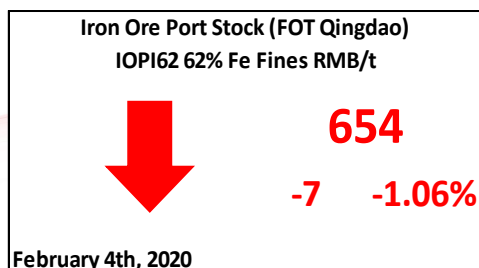 Iron Ore Port Stock (FOT Qingdao)
IOPI62 62% Fe Fines RMB/t
654
-7 -1.06%
February 4th, 2020